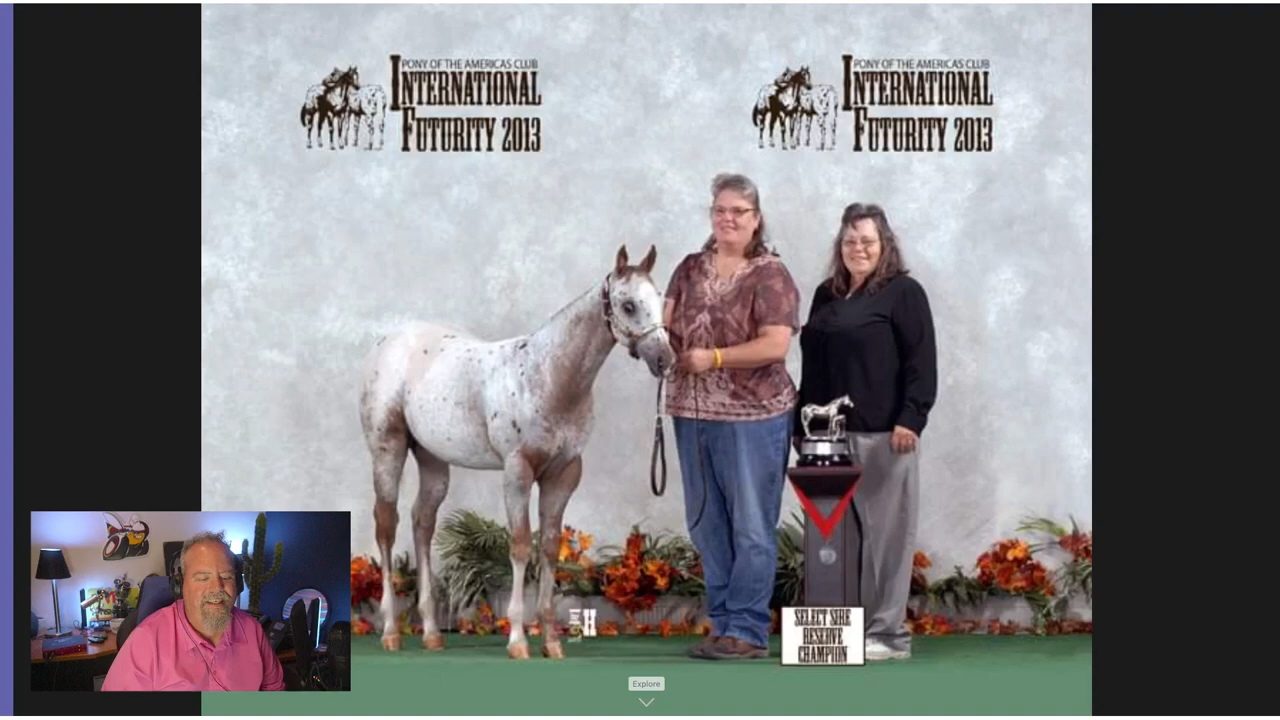 PONY OF THE AMERICAS CLUB
INTERNATIONAL
FUTURITY 2013
PONY OF THE AMERICAS CLUB
INTERNATIONAL
FUTURITY 2013
SELECT SIRE
RESERVE
CHAMPION
H
Explore